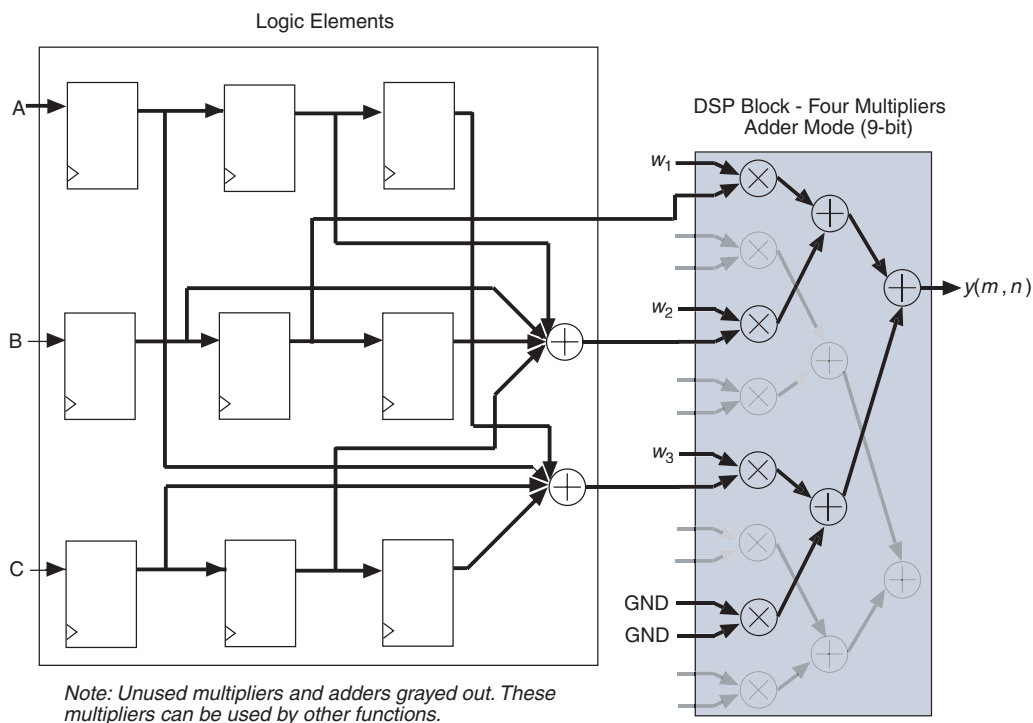 Logic Elements
DSP Block - Four Multipliers
Adder Mode (9-bit)
A
w1
w2
y(m, n)
B
w3
C
GND
GND
Note: Unused multipliers and adders grayed out. These
multipliers can be used by other functions.